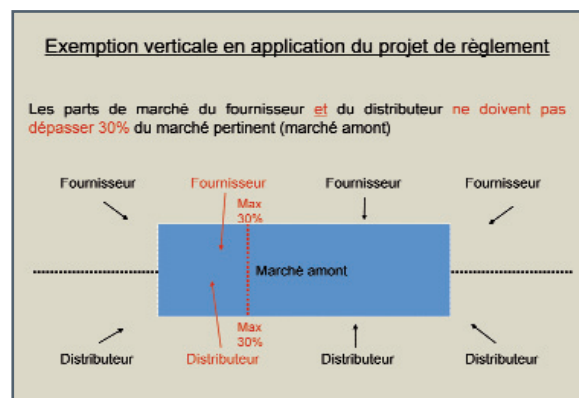 Exemption verticale en application du projet de règlement
Les parts de marché du fournisseur et du distributeur ne doivent pas
dépasser 30% du marché pertinent (marché amont)
Fournisseur Fournisseur Fournisseur Fournisseur
Max
30%
Marché amont
Max
30%
Distributeur Distributeur Distributeur Distributeur